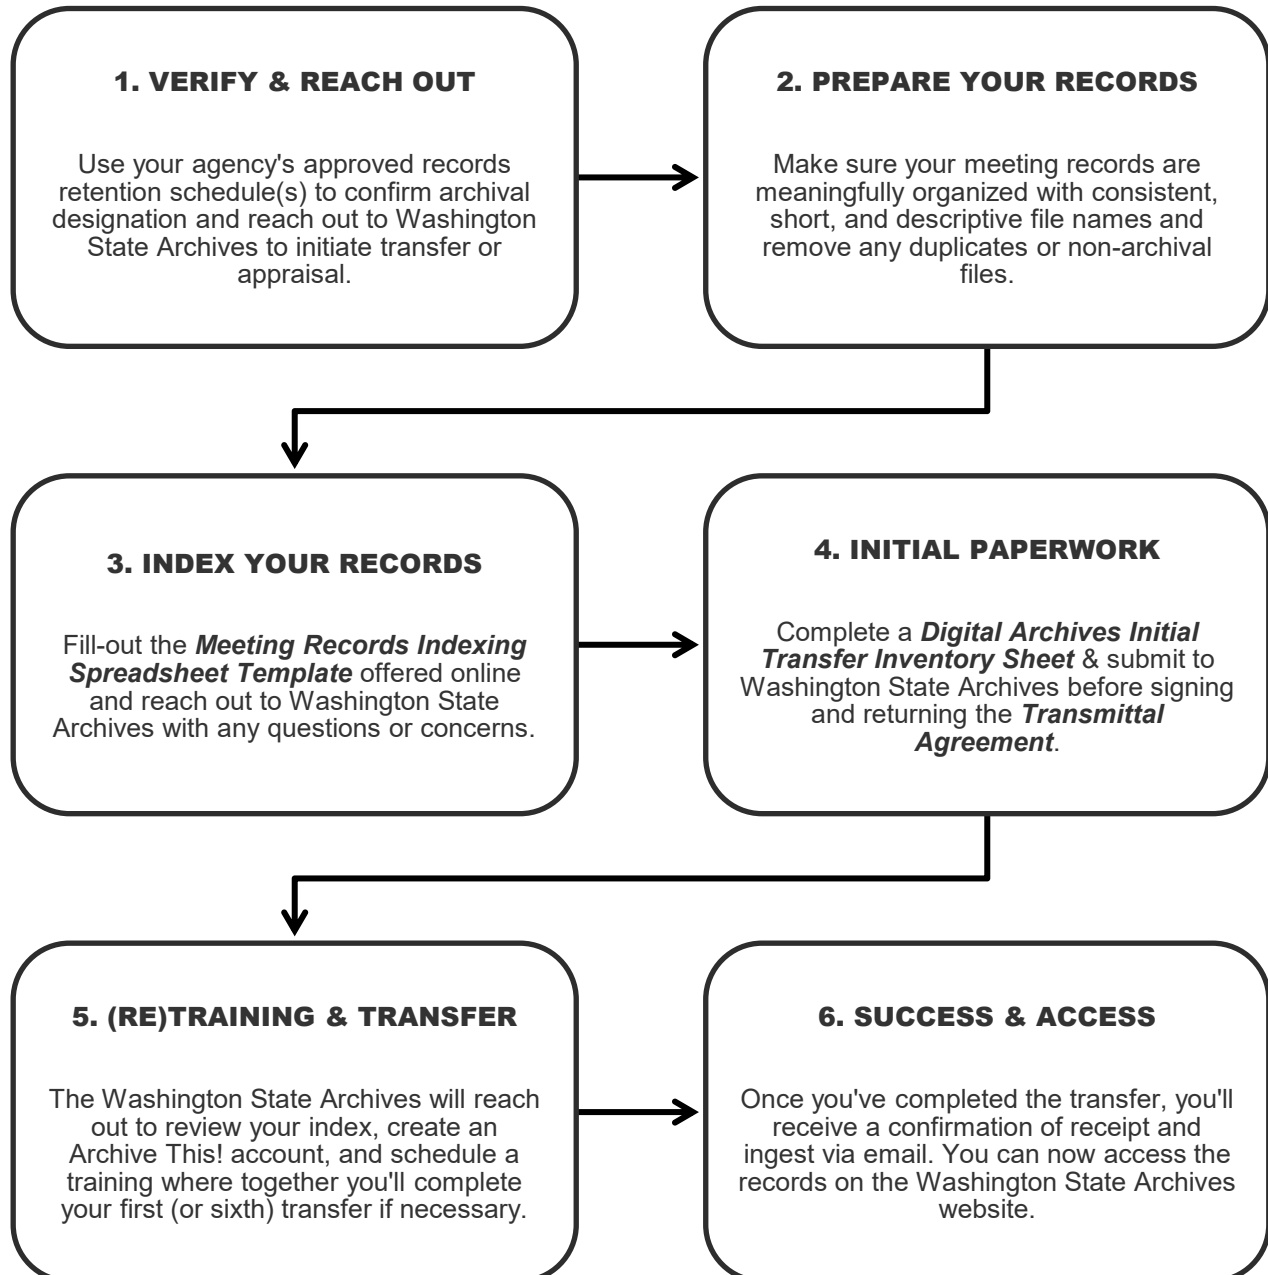 1. VERIFY & REACH OUT
Use your agency's approved records
retention schedule(s) to confirm archival
designation and reach out to Washington
State Archives to initiate transfer or
appraisal.
2. PREPARE YOUR RECORDS
Make sure your meeting records are
meaningfully organized with consistent,
short, and descriptive file names and
remove any duplicates or non-archival
files.
3. INDEX YOUR RECORDS
Fill-out the Meeting Records Indexing
Spreadsheet Template offered online
and reach out to Washington State
Archives with any questions or concerns.
4. INITIAL PAPERWORK
Complete a Digital Archives Initial
Transfer Inventory Sheet & submit to
Washington State Archives before signing
and returning the Transmittal
Agreement.
5. (RE)TRAINING & TRANSFER
The Washington State Archives will reach
out to review your index, create an
Archive This! account, and schedule a
training where together you'll complete
your first (or sixth) transfer if necessary.
6. SUCCESS & ACCESS
Once you've completed the transfer, you'll
receive a confirmation of receipt and
ingest via email. You can now access the
records on the Washington State Archives
website.